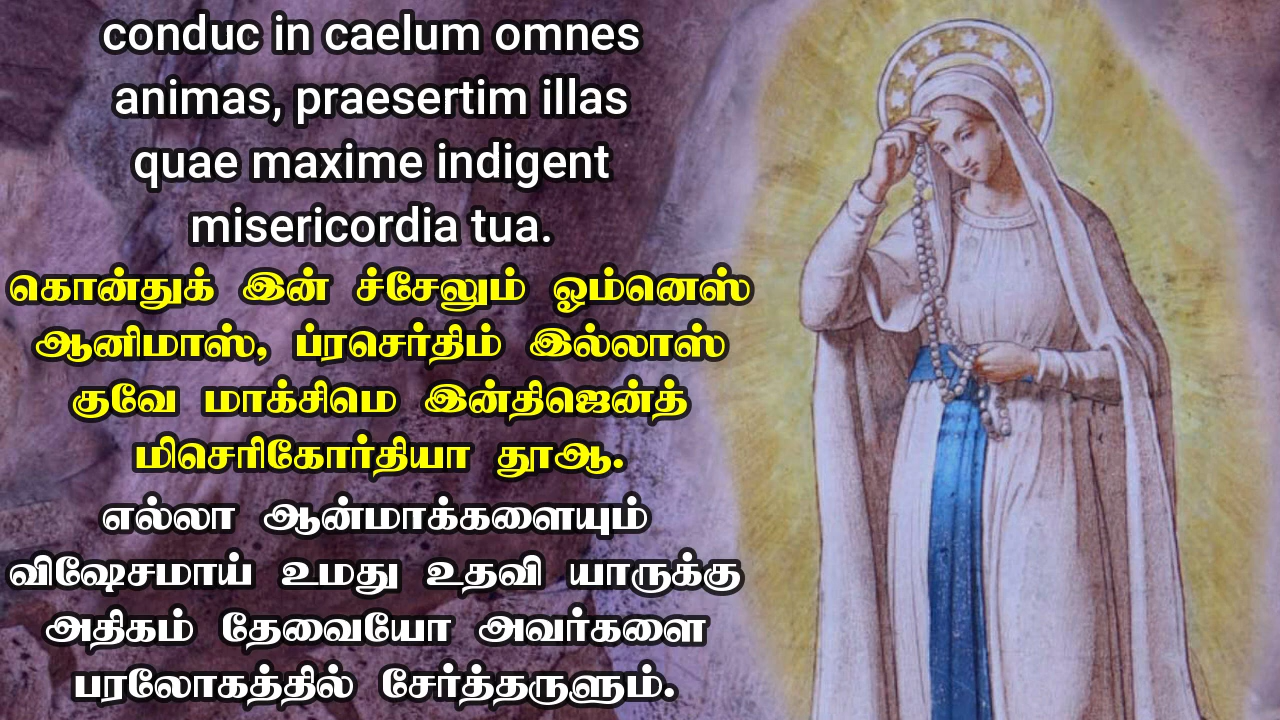 conduc in caelum omnes
animas, praesertim illas
quae maxime indigent
misericordia tua.
கொன்துக் இன் ச்சேலும் ஓம்னெஸ்
ஆனிமாஸ், ப்ரசெர்திம் இல்லாஸ்
குவே மாக்சிமெ இன்திஜென்த்
மிசெரிகோர்தியா தூஆ.
எல்லா ஆன்மாக்களையும்
விஷேசமாய் உமது உதவி யாருக்கு
அதிகம் தேவையோ அவர்களை
பரலோகத்தில் சேர்த்தருளும்.